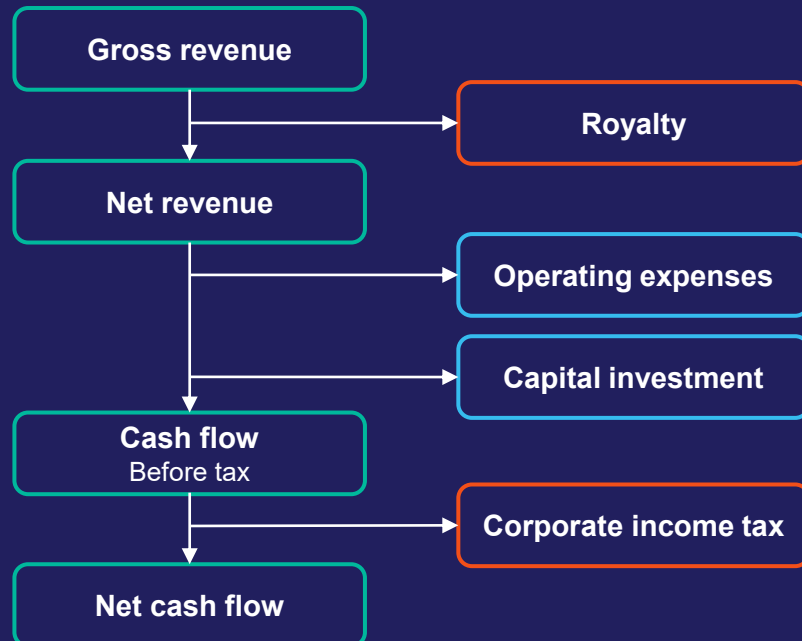 Gross revenue
Royalty
Net revenue
Operating expenses
Capital investment
Cash flow
Before tax
Corporate income tax
Net cash flow